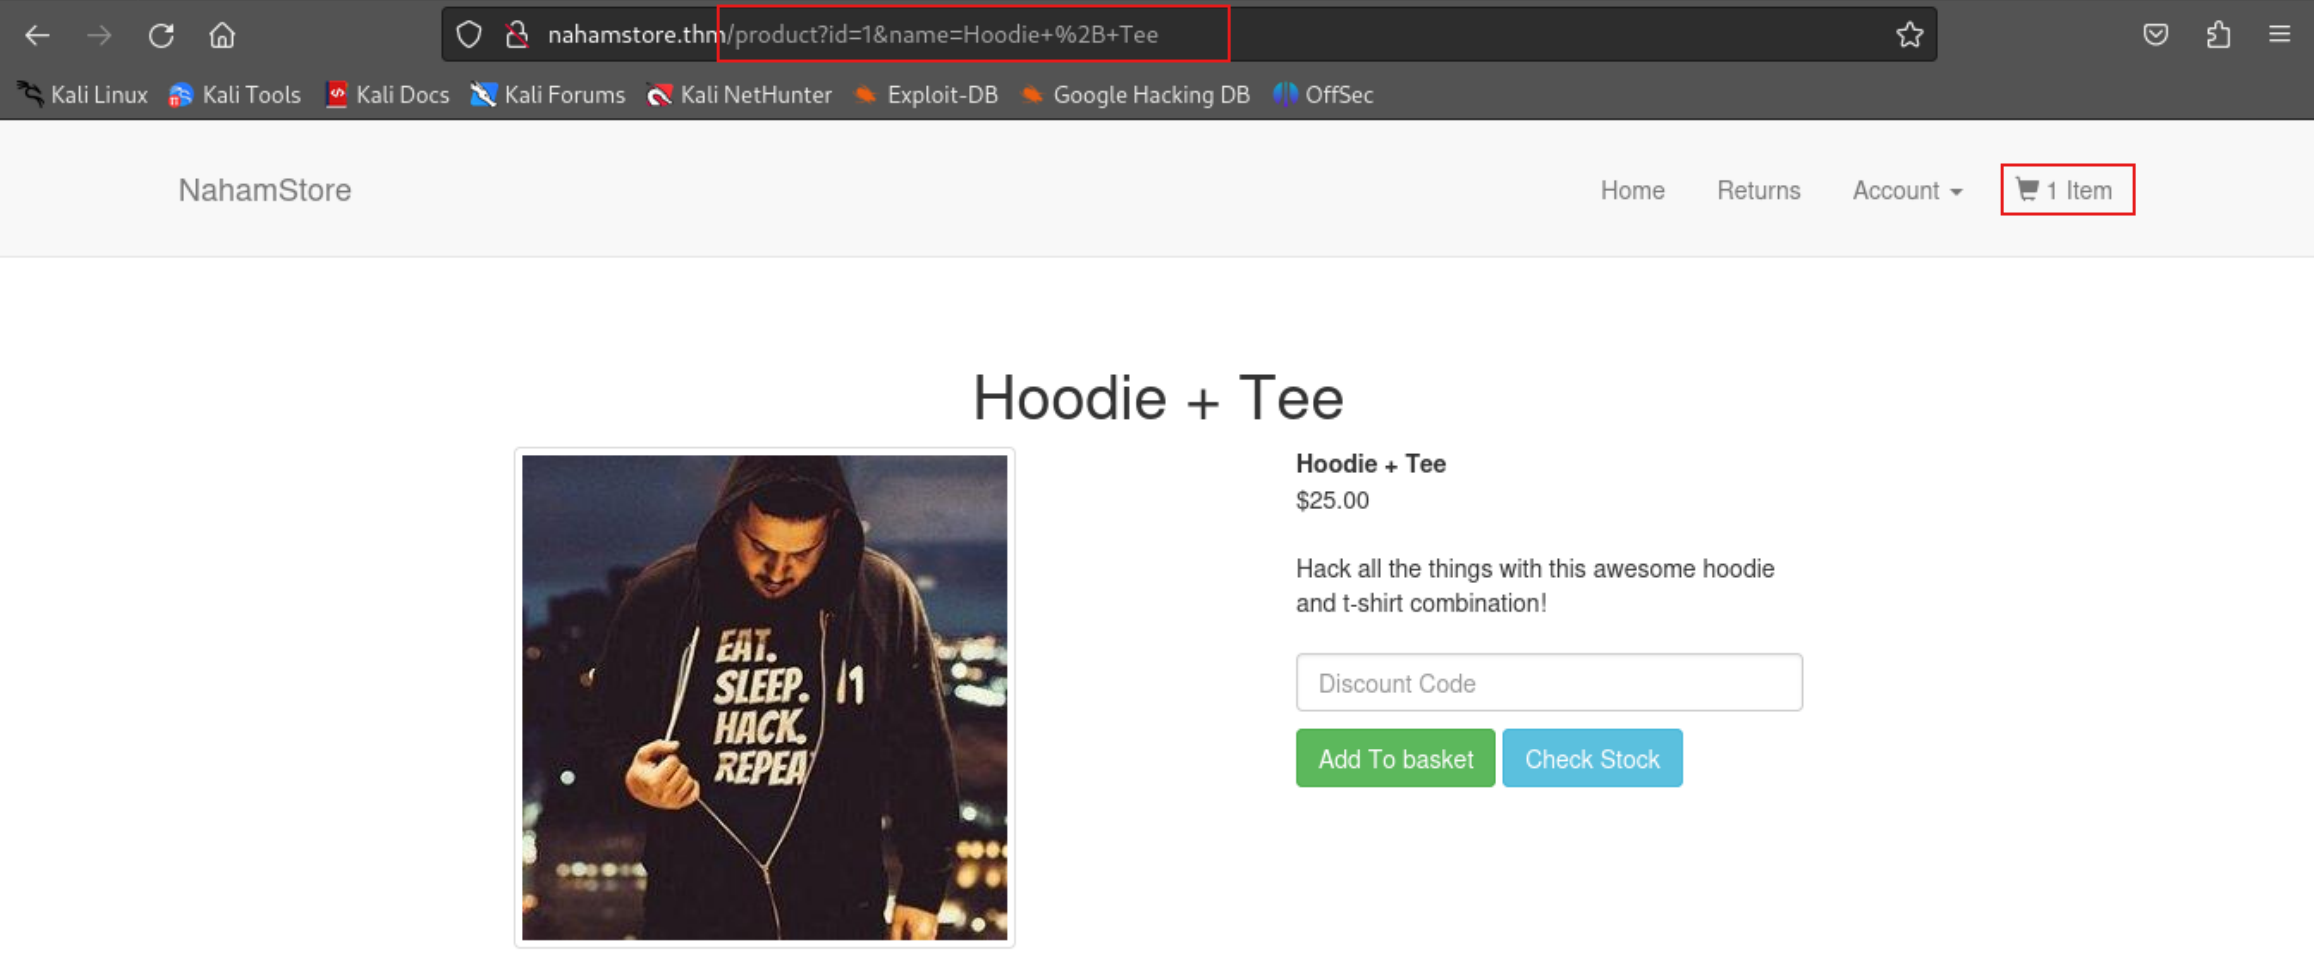 nahamstore.thm/product?id=1&name=Hoodie+%2B+Tee
Kali Linux Kali Tools Kali Docs Kali Forums Kali NetHunter Exploit-DB Google Hacking DB OffSec
NahamStore Home Returns Account 1 Item
Hoodie + Tee
Hoodie + Tee
$25.00
Hack all the things with this awesome hoodie
and t-shirt combination!
Discount Code
Add To basket Check Stock
EAT.
SLEEP.
HACK.
REPEA